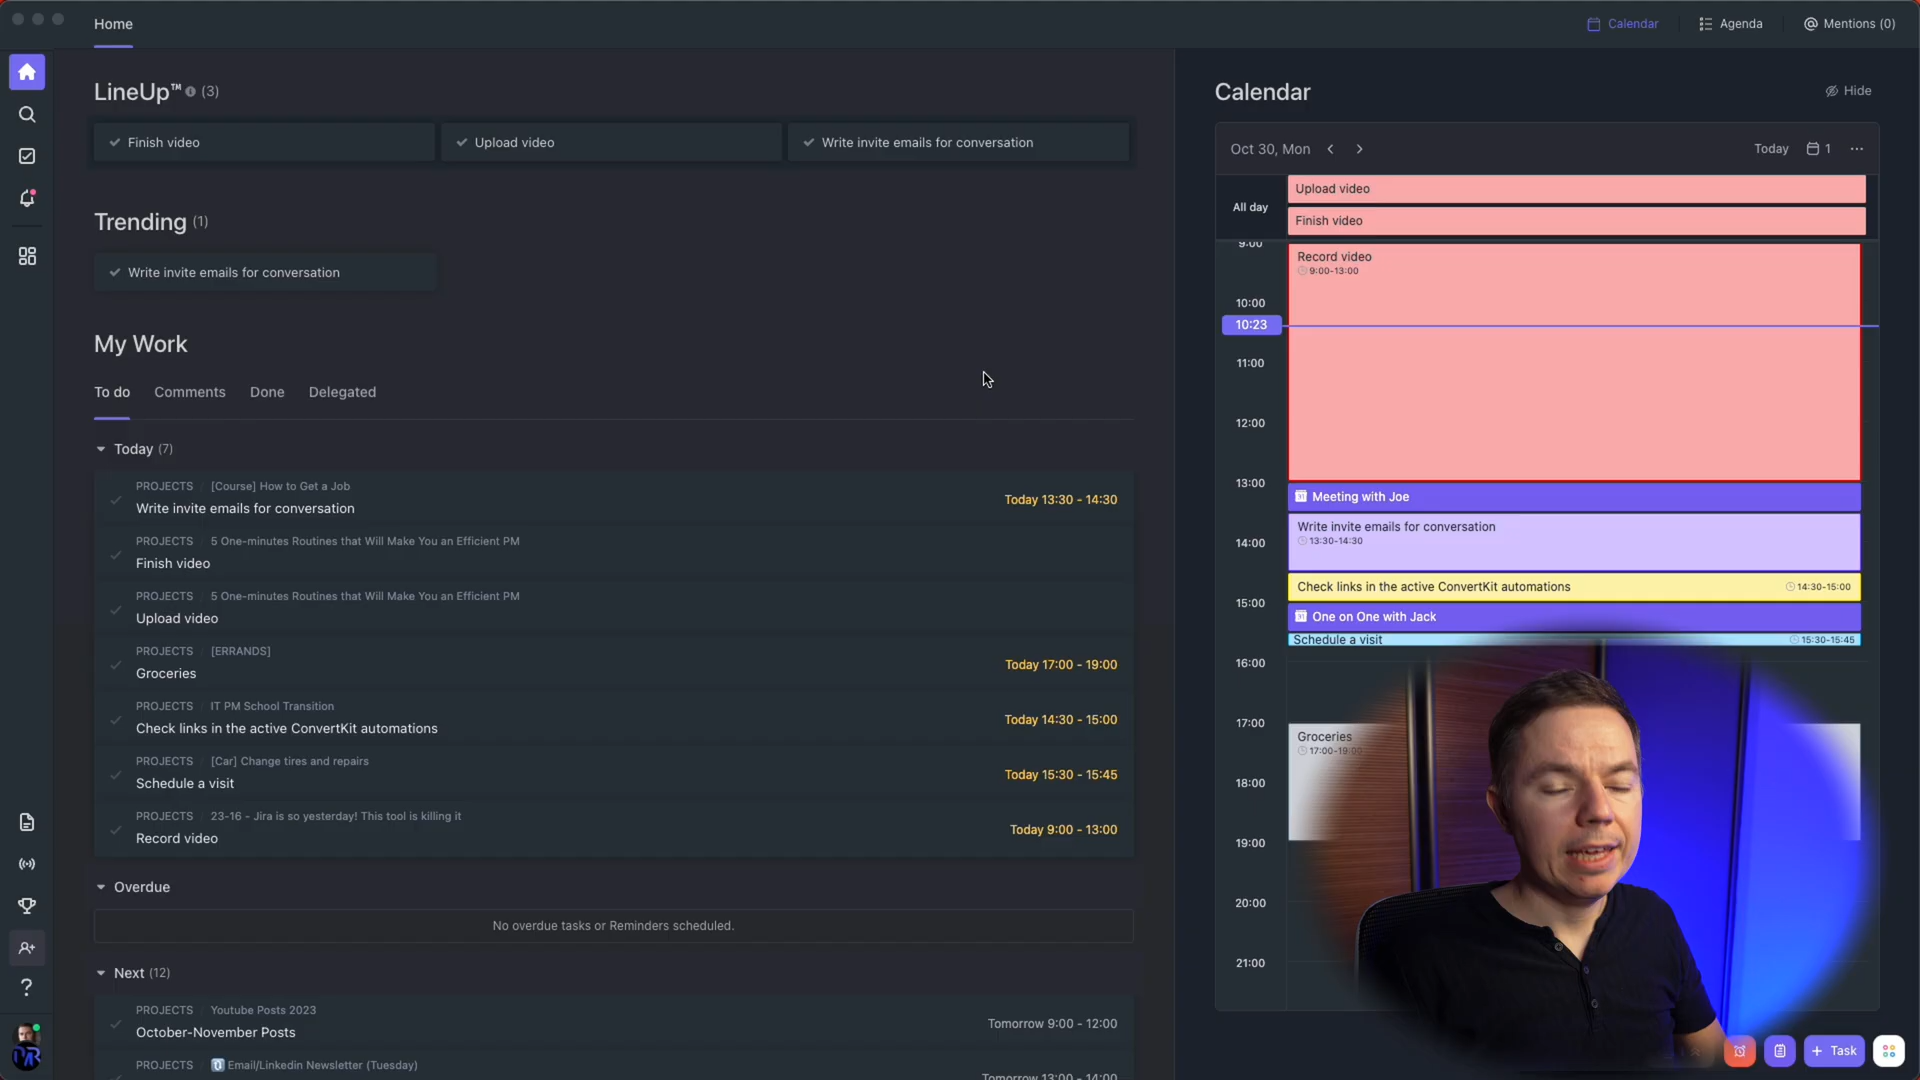 Home
Calendar
Agenda
Mentions (0)
LineUp™ (3)
Finish video
Upload video
Write invite emails for conversation
Trending (1)
Write invite emails for conversation
My Work
To do
Comments
Done
Delegated
Today (7)
PROJECTS / [Course] How to Get a Job
Write invite emails for conversation
Today 13:30 - 14:30
PROJECTS / 5 One-minutes Routines that Will Make You an Efficient PM
Finish video
PROJECTS / 5 One-minutes Routines that Will Make You an Efficient PM
Upload video
PROJECTS / [ERRANDS]
Groceries
Today 17:00 - 19:00
PROJECTS / IT PM School Transition
Check links in the active ConvertKit automations
Today 14:30 - 15:00
PROJECTS / [Car] Change tires and repairs
Schedule a visit
Today 15:30 - 15:45
PROJECTS / 23-16 - Jira is so yesterday! This tool is killing it
Record video
Today 9:00 - 13:00
Overdue
No overdue tasks or Reminders scheduled.
Next (12)
PROJECTS / Youtube Posts 2023
October-November Posts
Tomorrow 9:00 - 12:00
PROJECTS / Email/Linkedin Newsletter (Tuesday)
Tomorrow 13:00 - 14:00
Calendar
Hide
Oct 30, Mon
Today
1
All day
Upload video
Finish video
9:00
Record video
9:00-13:00
10:00
10:23
11:00
12:00
13:00
Meeting with Joe
Write invite emails for conversation
13:30-14:30
14:00
Check links in the active ConvertKit automations
14:30-15:00
15:00
One on One with Jack
Schedule a visit
15:30-15:45
16:00
17:00
Groceries
17:00-19:00
18:00
19:00
20:00
21:00
+ Task